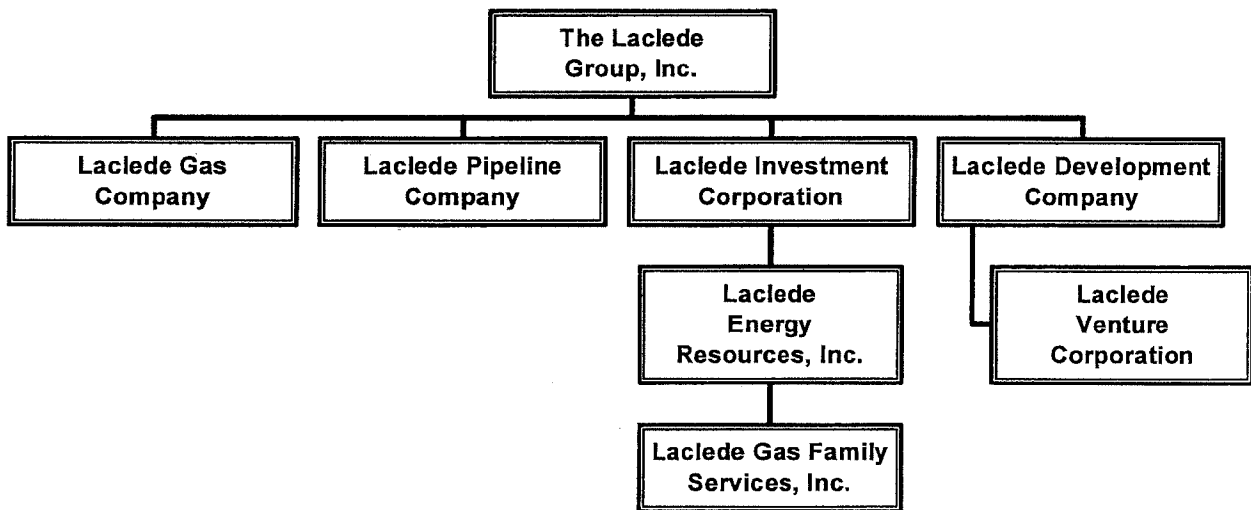 The Laclede
Group, Inc.
Laclede Gas
Company
Laclede Pipeline
Company
Laclede Investment
Corporation
Laclede Development
Company
Laclede
Energy
Resources, Inc.
Laclede
Venture
Corporation
Laclede Gas Family
Services, Inc.